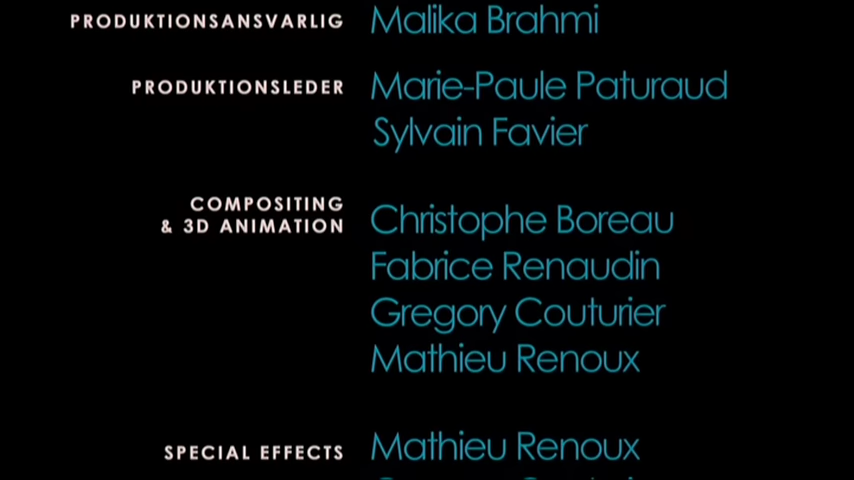 PRODUKTIONSANSVARLIG Malika Brahmi
PRODUKTIONSLEDER Marie-Paule Paturaud
Sylvain Favier
COMPOSITING
& 3D ANIMATION Christophe Boreau
Fabrice Renaudin
Gregory Couturier
Mathieu Renoux
SPECIAL EFFECTS Mathieu Renoux